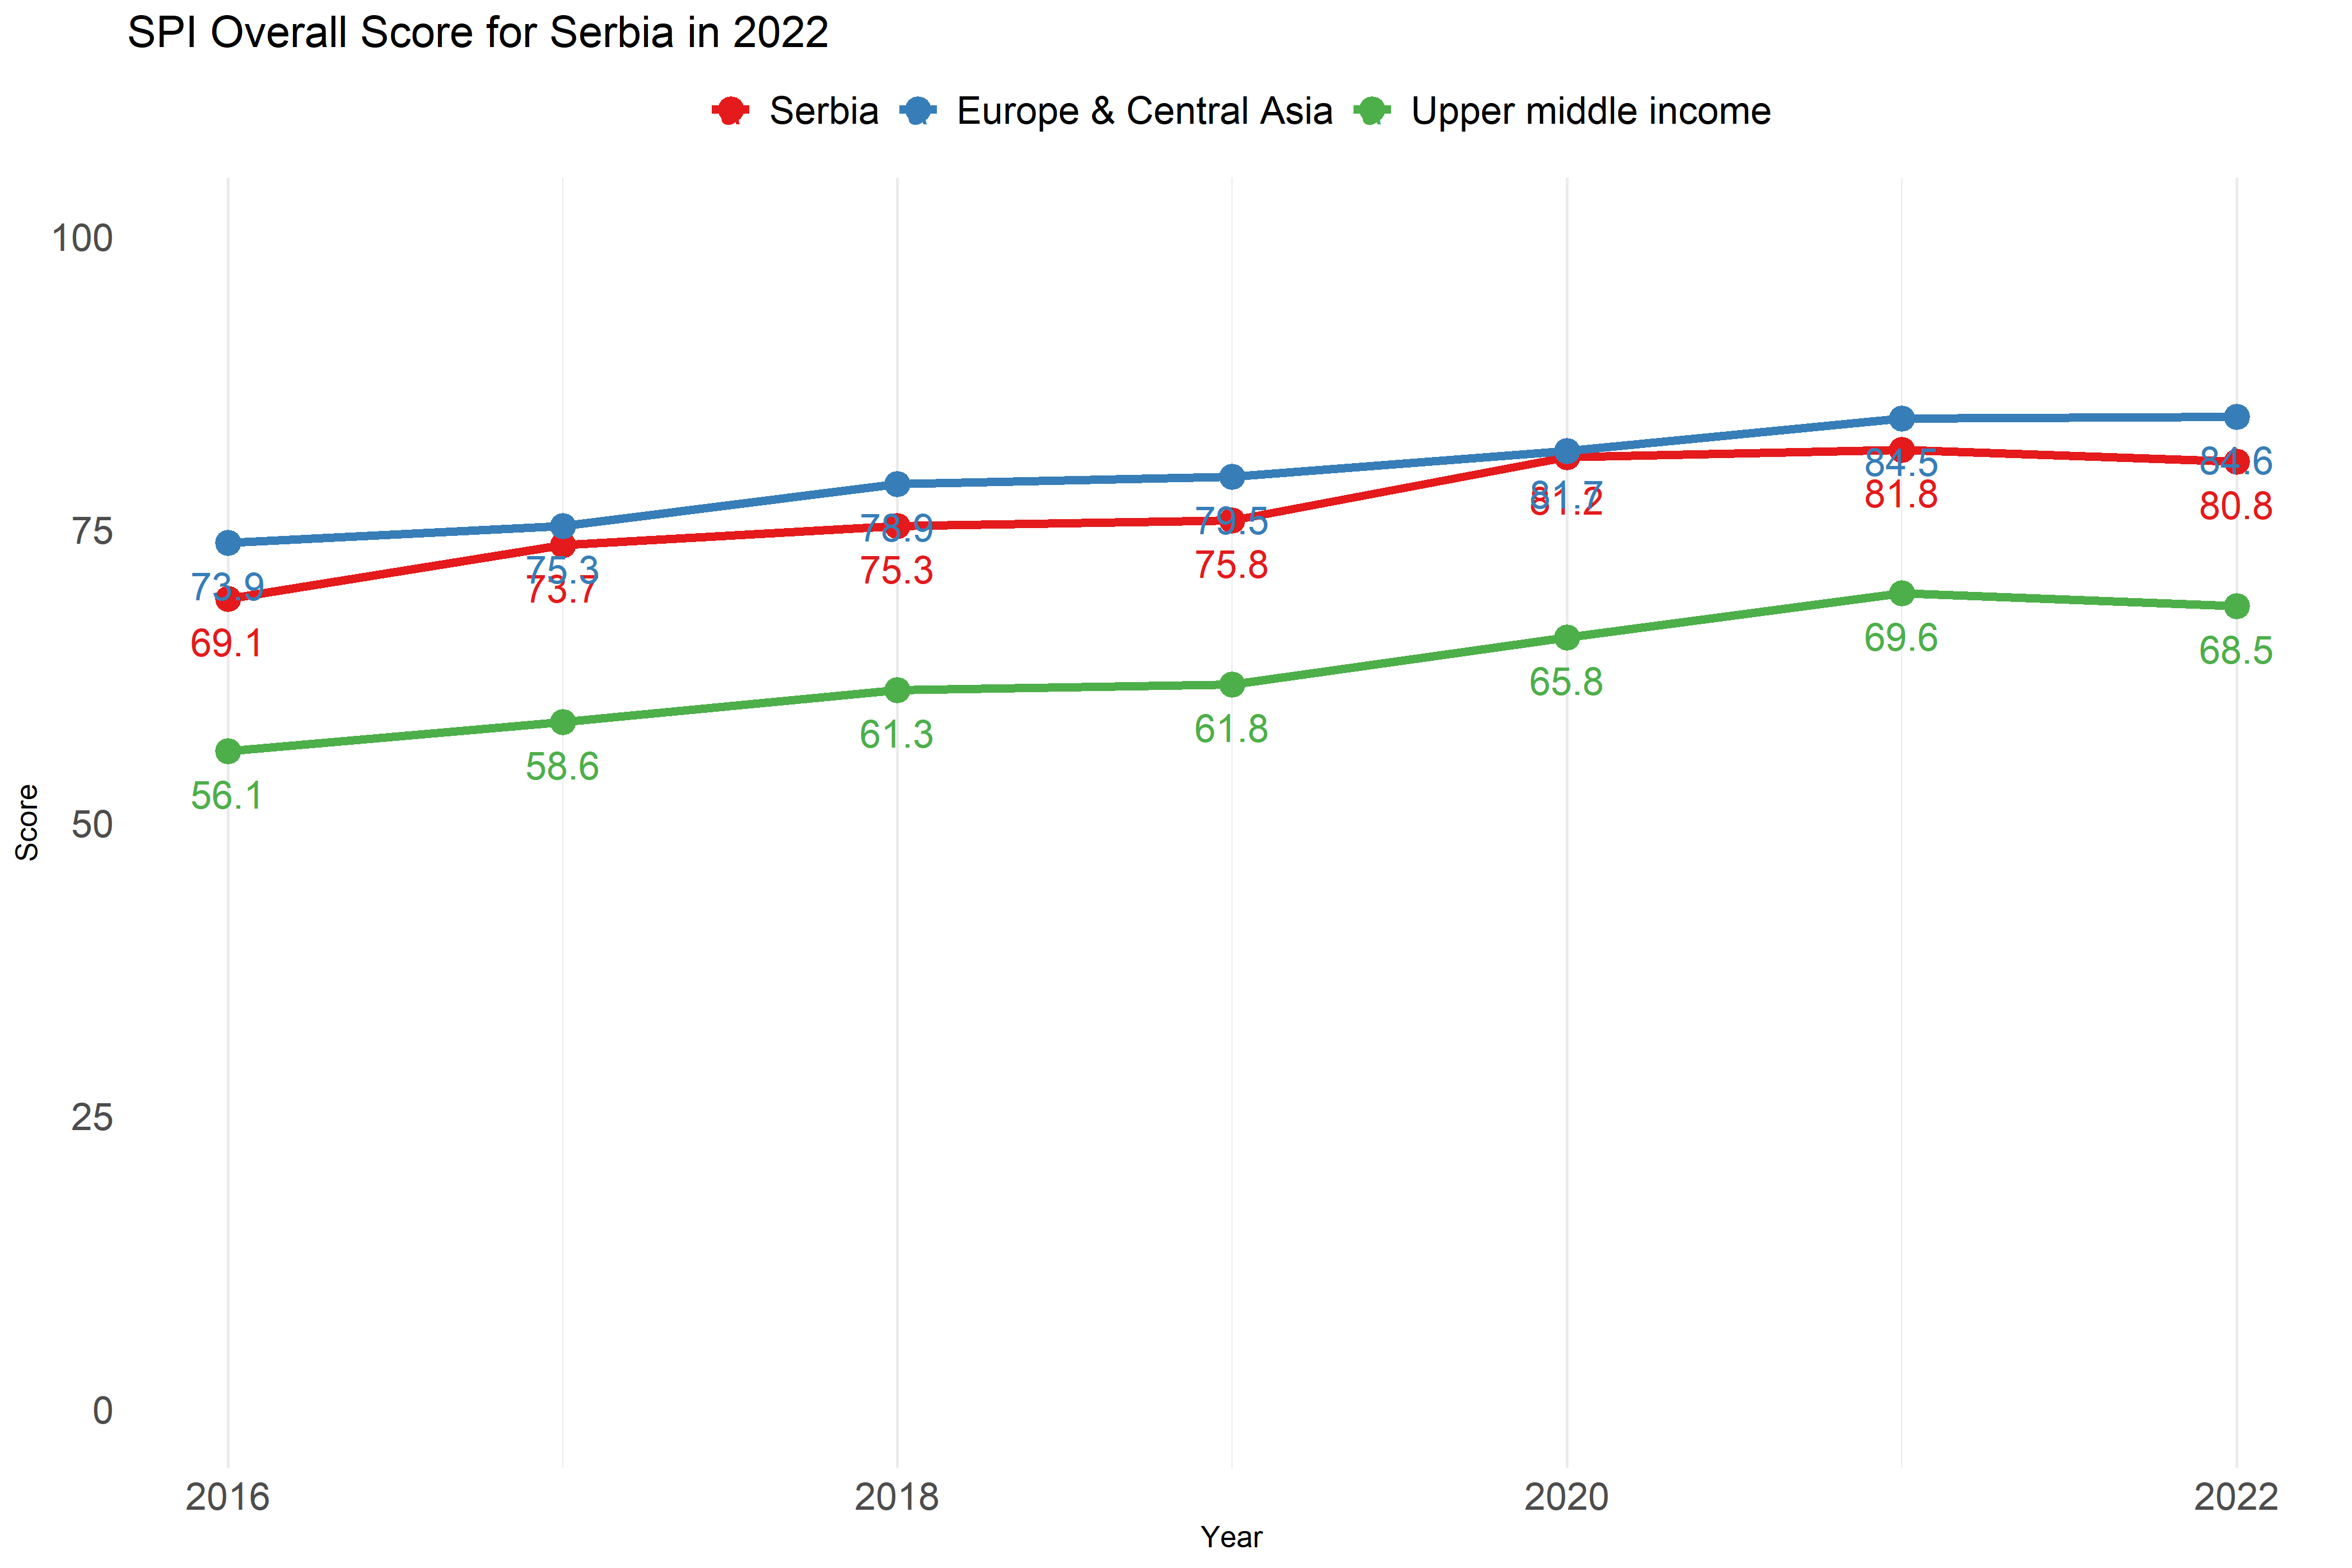 SPI Overall Score for Serbia in 2022
Serbia Europe & Central Asia Upper middle income
100
75
50
25
0
Score
73.9 75.3 78.9 79.5 81.7 84.5 84.6
69.1 73.7 75.3 75.8 81.2 81.8 80.8
56.1 58.6 61.3 61.8 65.8 69.6 68.5
2016 2018 2020 2022
Year